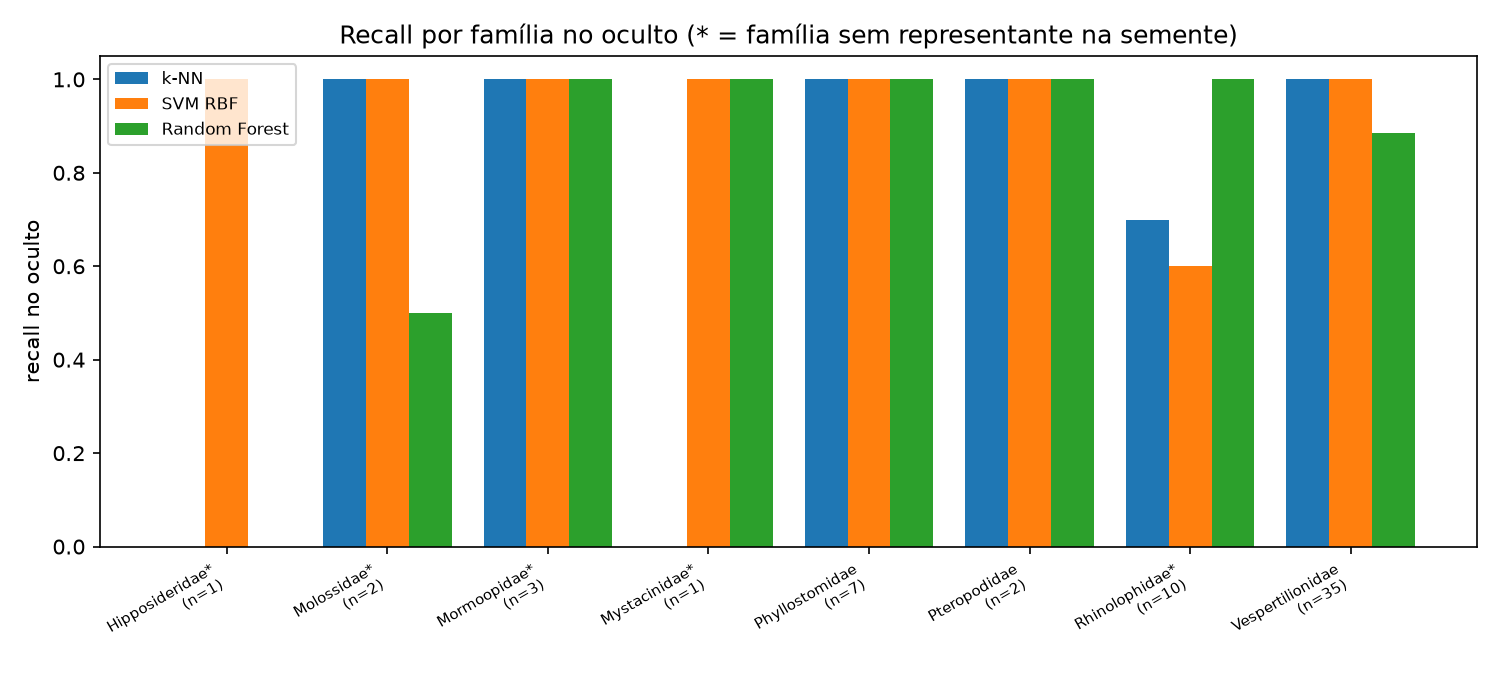 Recall por família no oculto (* = família sem representante na semente)
k-NN
SVM RBF
Random Forest
recall no oculto
1.0
0.8
0.6
0.4
0.2
0.0
Hipposideridae*
(n=1)
Molossidae*
(n=2)
Mormoopidae*
(n=3)
Mystacinidae*
(n=1)
Phyllostomidae
(n=7)
Pteropodidae
(n=2)
Rhinolophidae*
(n=10)
Vespertilionidae
(n=35)